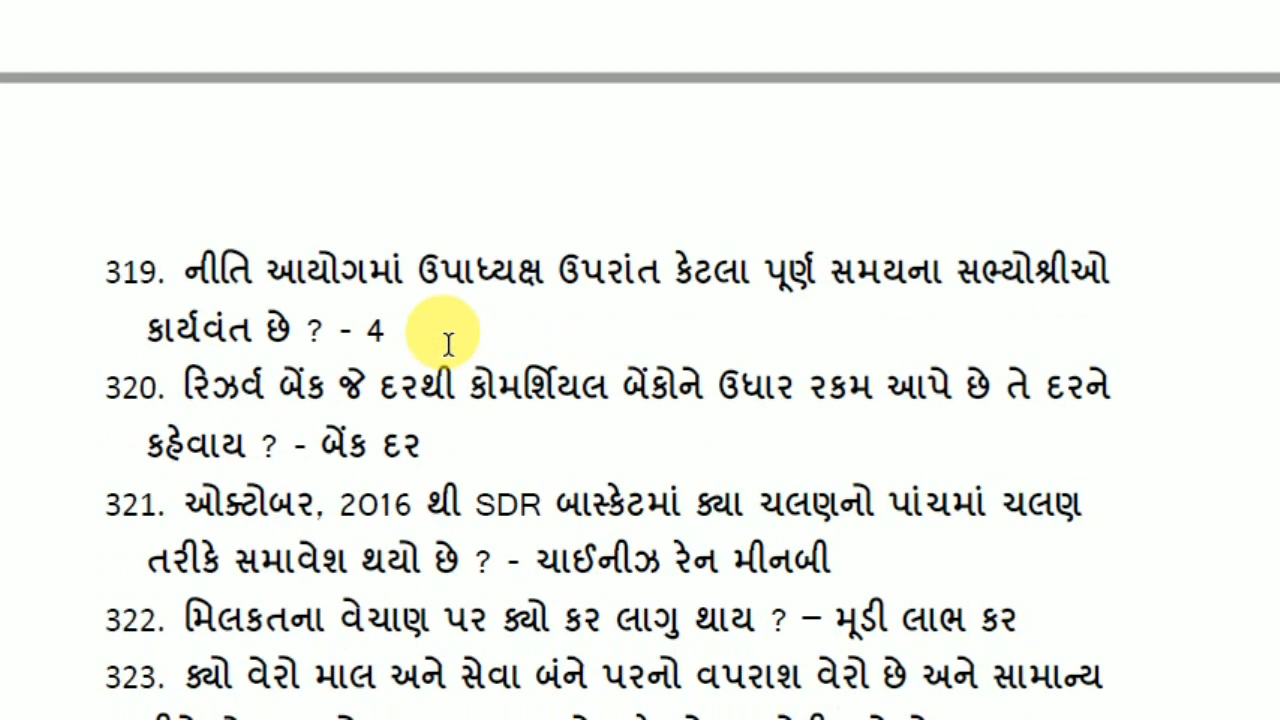 319. નીતિ આયોગમાં ઉપાધ્યક્ષ ઉપરાંત કેટલા પૂર્ણ સમયના સભ્યોશ્રીઓ
કાર્યવંત છે ? - 4
320. રિઝર્વ બેંક જે દરથી કોમર્શિયલ બેંકોને ઉધાર રકમ આપે છે તે દરને
કહેવાય ? - બેંક દર
321. ઓક્ટોબર, 2016 થી SDR બાસ્કેટમાં ક્યા ચલણનો પાંચમાં ચલણ
તરીકે સમાવેશ થયો છે ? - ચાઈનીઝ રેન મીનબી
322. મિલકતના વેચાણ પર ક્યો કર લાગુ થાય ? – મૂડી લાભ કર
323. ક્યો વેરો માલ અને સેવા બંને પરનો વપરાશ વેરો છે અને સામાન્ય